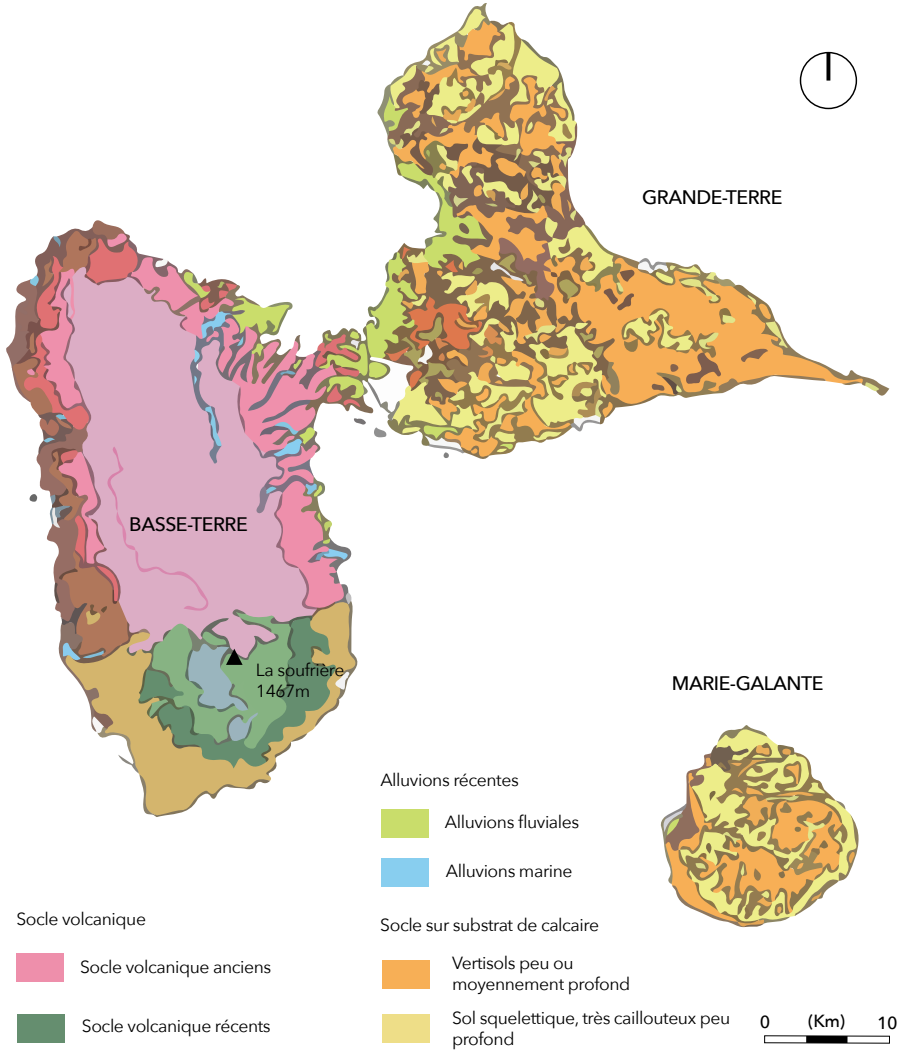 GRANDE-TERRE
BASSE-TERRE
La soufrière
1467m
MARIE-GALANTE
Alluvions récentes
Alluvions fluviales
Alluvions marine
Socle volcanique
Socle volcanique anciens
Socle volcanique récents
Socle sur substrat de calcaire
Vertisols peu ou
moyennement profond
Sol squelettique, très caillouteux peu
profond
0 (Km) 10